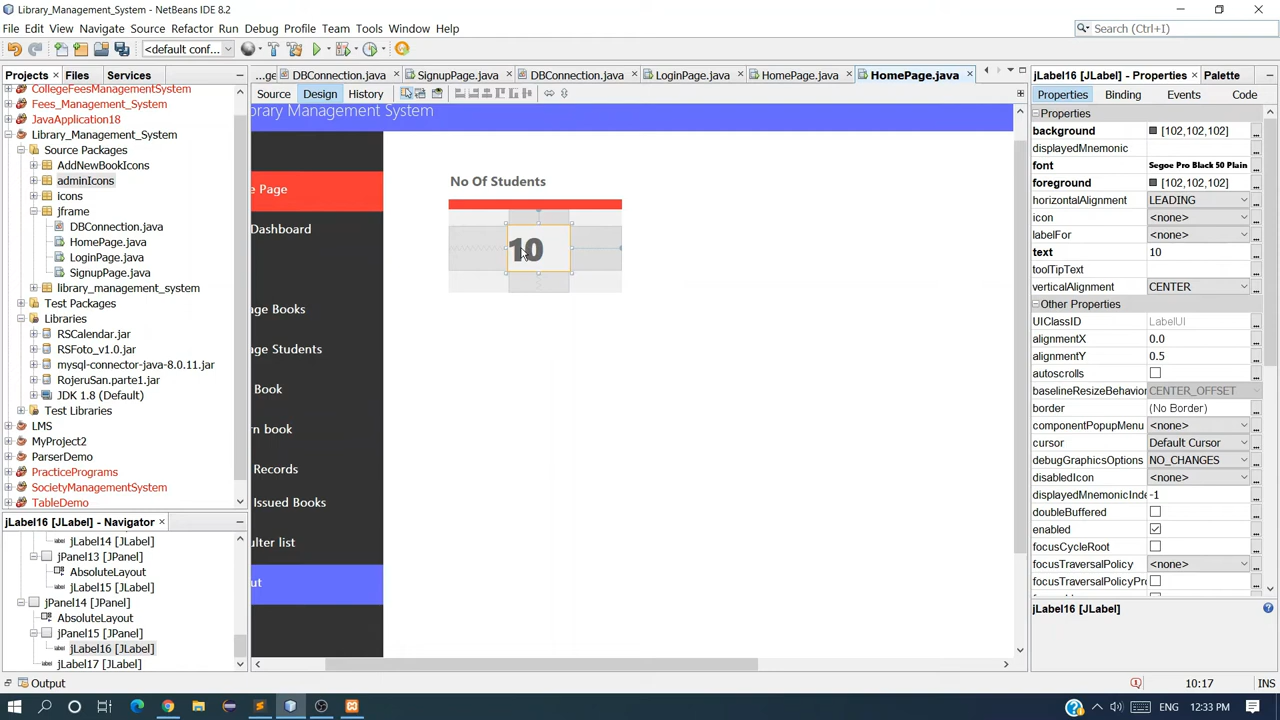 Library_Management_System - NetBeans IDE 8.2
File Edit View Navigate Source Refactor Run Debug Profile Team Tools Window Help
Search (Ctrl+I)
<default conf...
Projects Files Services
...ge DBConnection.java SignupPage.java DBConnection.java LoginPage.java HomePage.java HomePage.java
jLabel16 [JLabel] - Properties Palette
Source Design History
Properties Binding Events Code
CollegeFeesManagementSystem
Fees_Management_System
JavaApplication18
Library_Management_System
Source Packages
AddNewBookIcons
adminIcons
icons
jframe
DBConnection.java
HomePage.java
LoginPage.java
SignupPage.java
library_management_system
Test Packages
Libraries
RSCalendar.jar
RSFoto_v1.0.jar
mysql-connector-java-8.0.11.jar
RojeruSan.parte1.jar
JDK 1.8 (Default)
Test Libraries
LMS
MyProject2
ParserDemo
PracticePrograms
SocietyManagementSystem
TableDemo
jLabel16 [JLabel] - Navigator
jLabel14 [JLabel]
jPanel13 [JPanel]
AbsoluteLayout
jLabel15 [JLabel]
jPanel14 [JPanel]
AbsoluteLayout
jPanel15 [JPanel]
jLabel16 [JLabel]
jLabel17 [JLabel]
brary Management System
e Page
Dashboard
ge Books
ge Students
Book
rn book
Records
Issued Books
ulter list
ut
No Of Students
10
Properties
background [102,102,102]
displayedMnemonic
font Segoe Pro Black 50 Plain
foreground [102,102,102]
horizontalAlignment LEADING
icon <none>
labelFor <none>
text 10
toolTipText
verticalAlignment CENTER
Other Properties
UIClassID LabelUI
alignmentX 0.0
alignmentY 0.5
autoscrolls
baselineResizeBehavior CENTER_OFFSET
border (No Border)
componentPopupMenu <none>
cursor Default Cursor
debugGraphicsOptions NO_CHANGES
disabledIcon <none>
displayedMnemonicInde -1
doubleBuffered
enabled
focusCycleRoot
focusTraversalPolicy <none>
focusTraversalPolicyPro
jLabel16 [JLabel]
Output
10:17 INS
ENG 12:33 PM